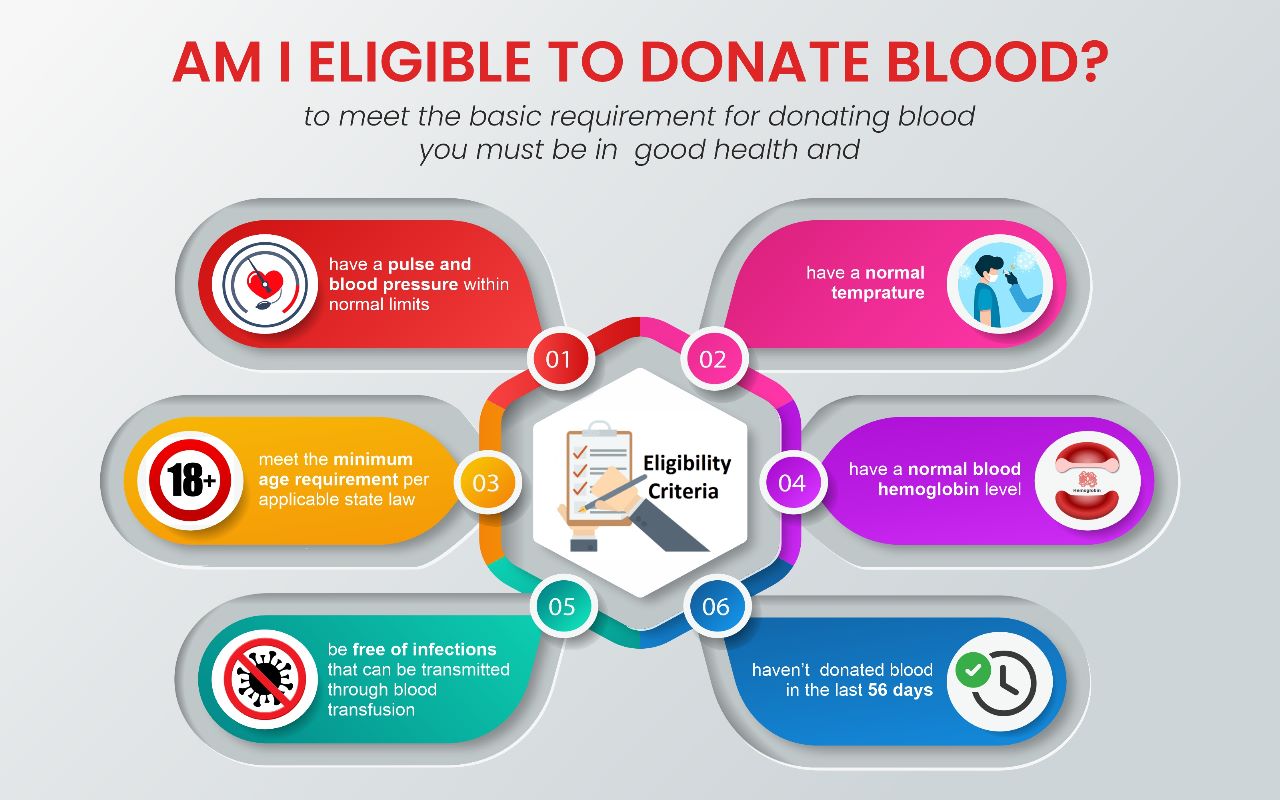 AM I ELIGIBLE TO DONATE BLOOD?
to meet the basic requirement for donating blood
you must be in  good health and
have a pulse and
blood pressure within
normal limits
01
02
have a normal
temprature
18+
meet the minimum
age requirement per
applicable state law
03
Eligibility
Criteria
04
have a normal blood
hemoglobin level
Hemoglobin
05
be free of infections
that can be transmitted
through blood
transfusion
06
haven't  donated blood
in the last 56 days